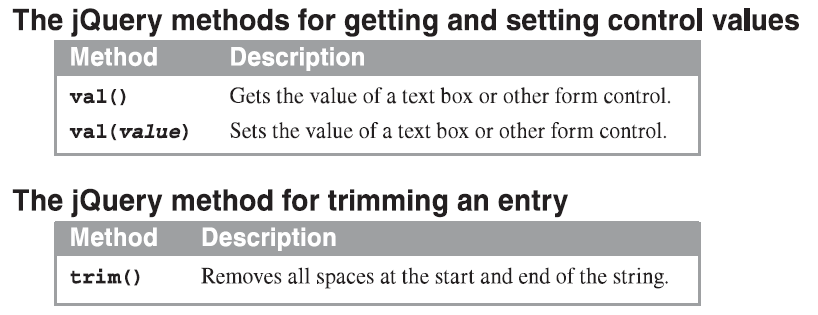 The jQuery methods for getting and setting control values
Method Description
val() Gets the value of a text box or other form control.
val(value) Sets the value of a text box or other form control.
The jQuery method for trimming an entry
Method Description
trim() Removes all spaces at the start and end of the string.